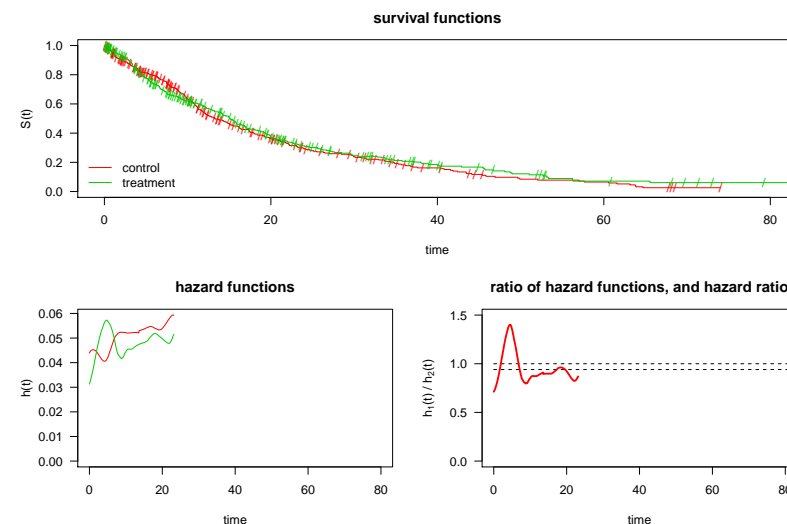 survival functions
S(t)
1.0
0.8
0.6
0.4
0.2
0.0
control
treatment
0 20 40 60 80
time
hazard functions
h(t)
0.06
0.05
0.04
0.03
0.02
0.01
0.00
0 20 40 60 80
time
ratio of hazard functions, and hazard ratio
h₁(t) / h₂(t)
1.5
1.0
0.5
0.0
0 20 40 60 80
time